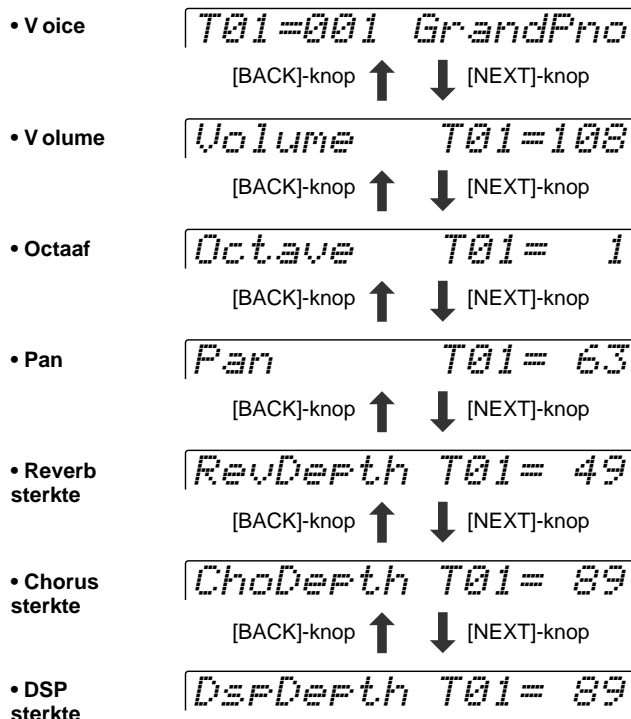 • V oice
T01=001 GrandPno
[BACK]-knop [NEXT]-knop
• V olume
Volume T01=108
[BACK]-knop [NEXT]-knop
• Octaaf
Octave T01= 1
[BACK]-knop [NEXT]-knop
• Pan
Pan T01= 63
[BACK]-knop [NEXT]-knop
• Reverb
sterkte
RevDepth T01= 49
[BACK]-knop [NEXT]-knop
• Chorus
sterkte
ChoDepth T01= 89
[BACK]-knop [NEXT]-knop
• DSP
sterkte
DspDepth T01= 89